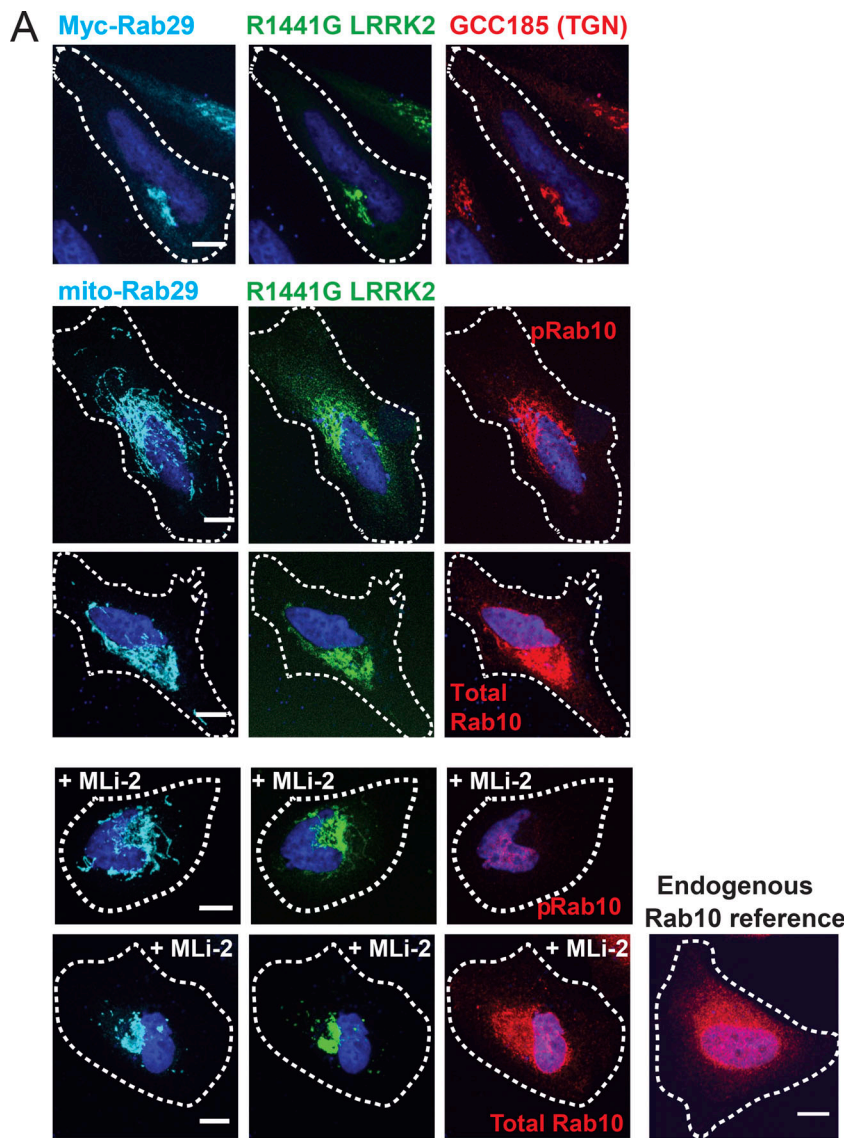 A
Myc-Rab29 R1441G LRRK2 GCC185 (TGN)
mito-Rab29 R1441G LRRK2
pRab10
Total
Rab10
+ MLi-2 + MLi-2 + MLi-2
pRab10
Endogenous
Rab10 reference
+ MLi-2 + MLi-2 + MLi-2
Total Rab10